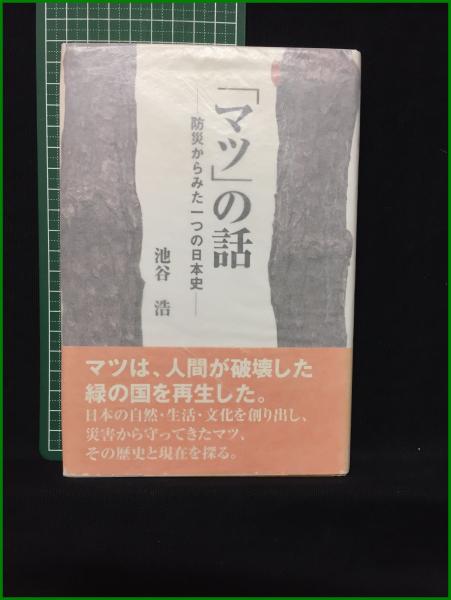 「マツ」の話
―防災からみた一つの日本史―
池谷 浩
マツは、人間が破壊した
緑の国を再生した。
日本の自然・生活・文化を創り出し、
災害から守ってきたマツ、
その歴史と現在を探る。